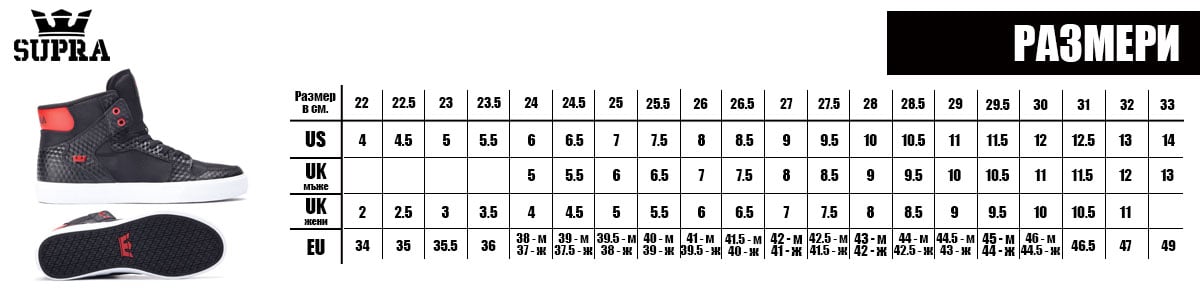 SUPRA
РАЗМЕРИ
Размер в см. 22 22.5 23 23.5 24 24.5 25 25.5 26 26.5 27 27.5 28 28.5 29 29.5 30 31 32 33
US 4 4.5 5 5.5 6 6.5 7 7.5 8 8.5 9 9.5 10 10.5 11 11.5 12 12.5 13 14
UK мъже 5 5.5 6 6.5 7 7.5 8 8.5 9 9.5 10 10.5 11 11.5 12 13
UK жени 2 2.5 3 3.5 4 4.5 5 5.5 6 6.5 7 7.5 8 8.5 9 9.5 10 10.5 11
EU 34 35 35.5 36 38 - м 37 - ж 39 - м 37.5 - ж 39.5 - м 38 - ж 40 - м 39 - ж 41 - м 39.5 - ж 41.5 - м 40 - ж 42 - м 41 - ж 42.5 - м 41.5 - ж 43 - м 42 - ж 44 - м 42.5 - ж 44.5 - м 43 - ж 45 - м 44 - ж 46 - м 44.5 - ж 46.5 47 49